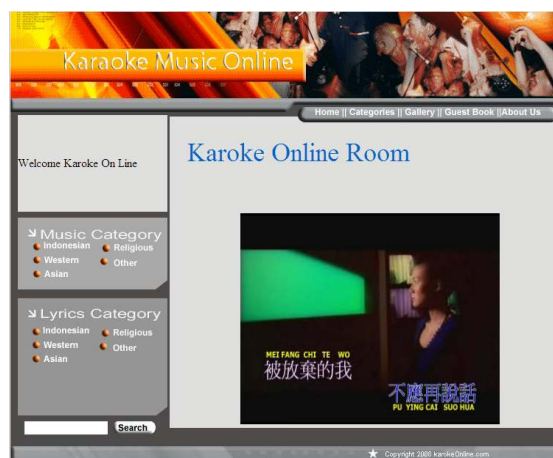 Karaoke Music Online
Home || Categories || Gallery || Guest Book ||About Us
Welcome Karoke On Line
Karoke Online Room
Music Category
Indonesian
Religious
Western
Other
Asian
Lyrics Category
Indonesian
Religious
Western
Other
Asian
MEI FANG CHI TE WO
被放棄的我
不應再說話
PU YING CAI SUO HUA
Search
Copyright 2006 karokeOnline.com